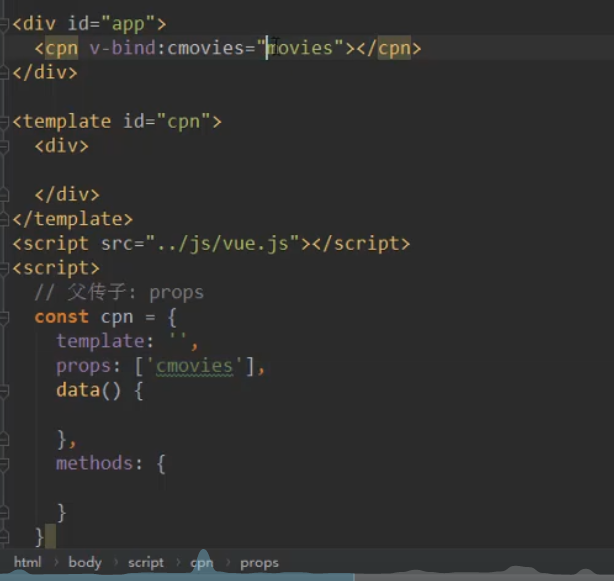 <div id="app">
<cpn v-bind:cmovies="movies"></cpn>
</div>
<template id="cpn">
<div>
</div>
</template>
<script src="../js/vue.js"></script>
<script>
// 父传子: props
const cpn = {
template: '',
props: ['cmovies'],
data() {
},
methods: {
}
}
html › body › script › cpn › props